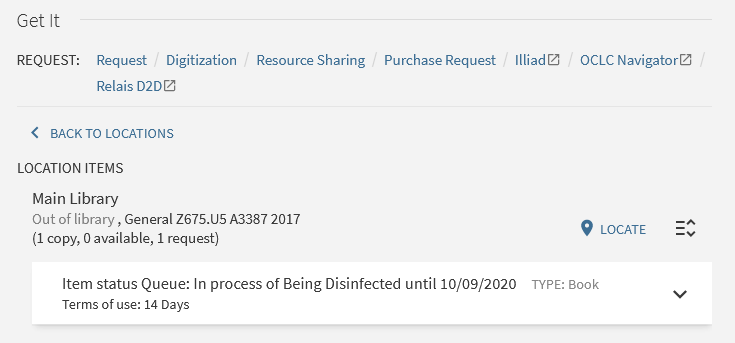 Get It
REQUEST: Request / Digitization / Resource Sharing / Purchase Request / Illiad / OCLC Navigator /
Relais D2D
BACK TO LOCATIONS
LOCATION ITEMS
Main Library
Out of library , General Z675.U5 A3387 2017
(1 copy, 0 available, 1 request)
LOCATE
Item status Queue: In process of Being Disinfected until 10/09/2020 TYPE: Book
Terms of use: 14 Days